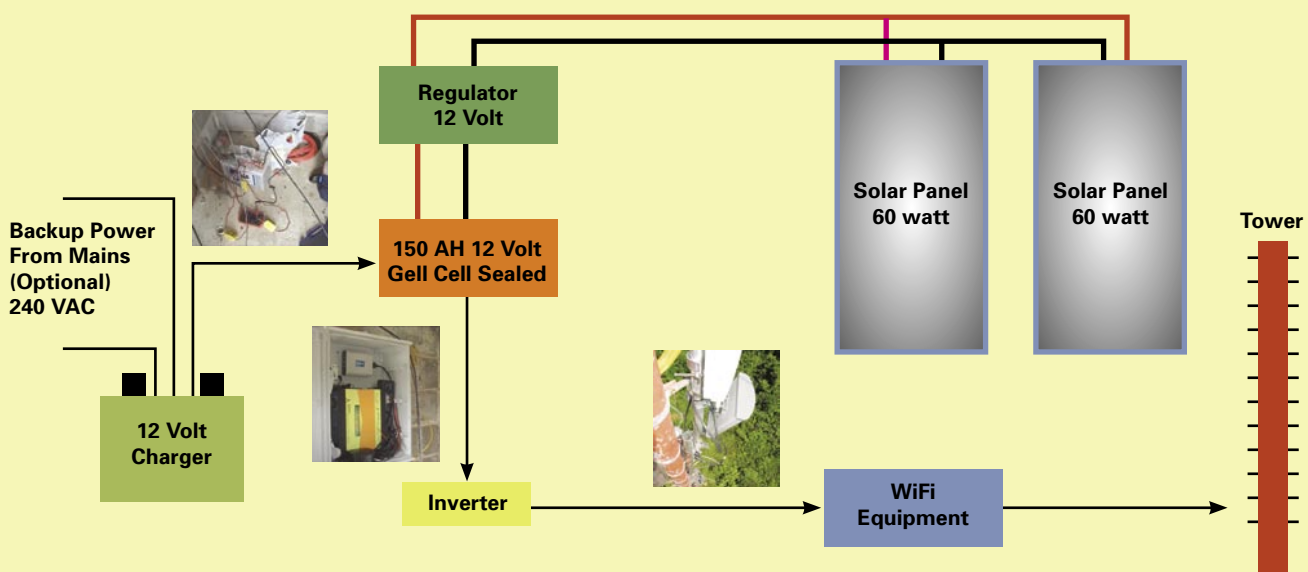 Regulator
12 Volt
Solar Panel
60 watt
Solar Panel
60 watt
Tower
Backup Power
From Mains
(Optional)
240 VAC
150 AH 12 Volt
Gell Cell Sealed
12 Volt
Charger
Inverter
WiFi
Equipment